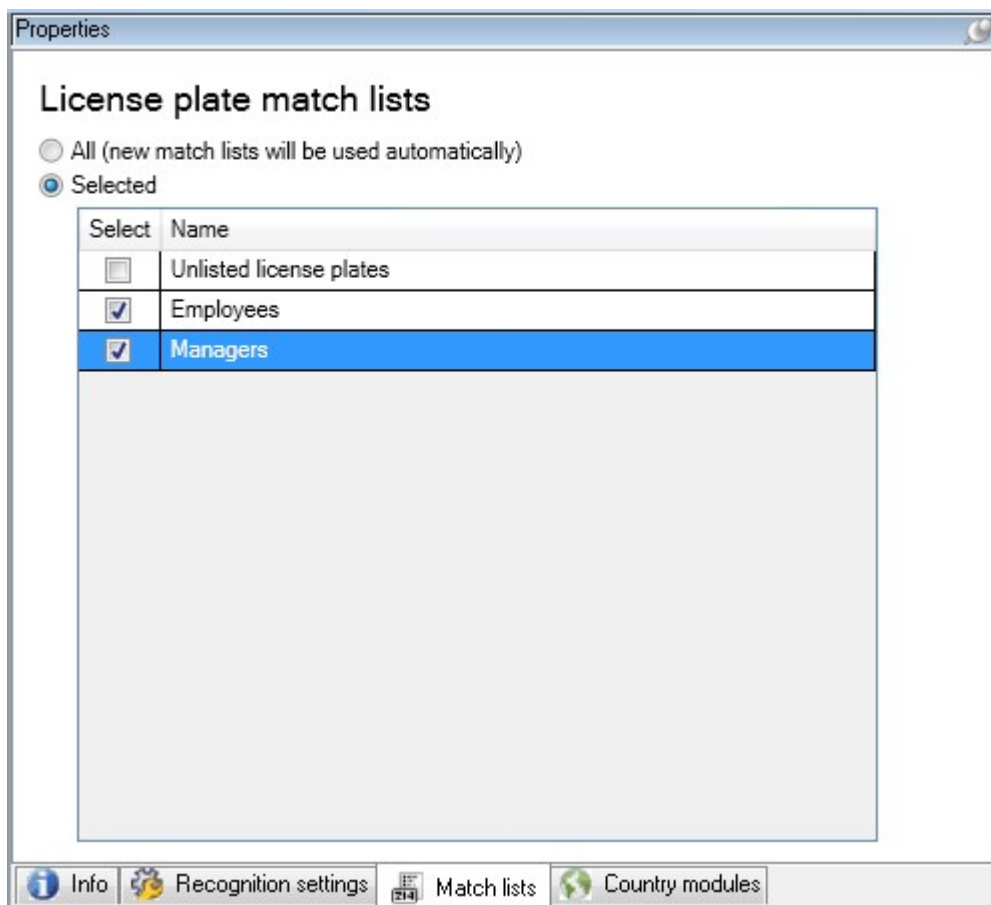 Properties
License plate match lists
All (new match lists will be used automatically)
Selected
Select Name
Unlisted license plates
Employees
Managers
Info Recognition settings Match lists Country modules